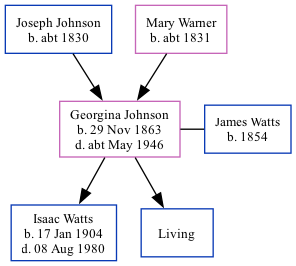 Joseph Johnson
b. abt 1830
Mary Warner
b. abt 1831
Georgina Johnson
b. 29 Nov 1863
d. abt May 1946
James Watts
b. 1854
Isaac Watts
b. 17 Jan 1904
d. 08 Aug 1980
Living